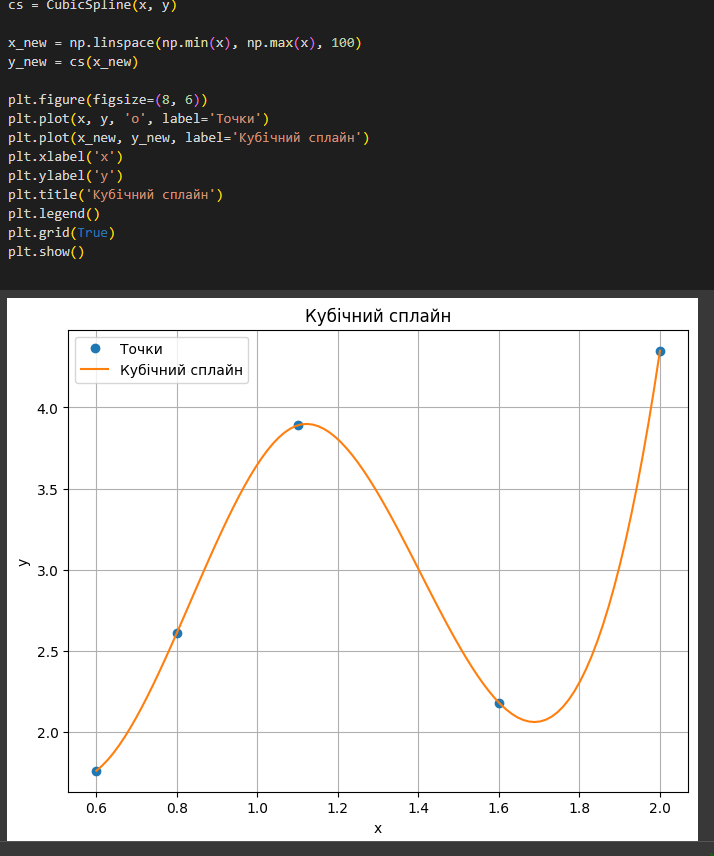 cs = CubicSpline(x, y)
x_new = np.linspace(np.min(x), np.max(x), 100)
y_new = cs(x_new)
plt.figure(figsize=(8, 6))
plt.plot(x, y, 'o', label='Точки')
plt.plot(x_new, y_new, label='Кубічний сплайн')
plt.xlabel('x')
plt.ylabel('y')
plt.title('Кубічний сплайн')
plt.legend()
plt.grid(True)
plt.show()
Кубічний сплайн
Точки
Кубічний сплайн
4.0
3.5
3.0
2.5
2.0
y
0.6 0.8 1.0 1.2 1.4 1.6 1.8 2.0
x